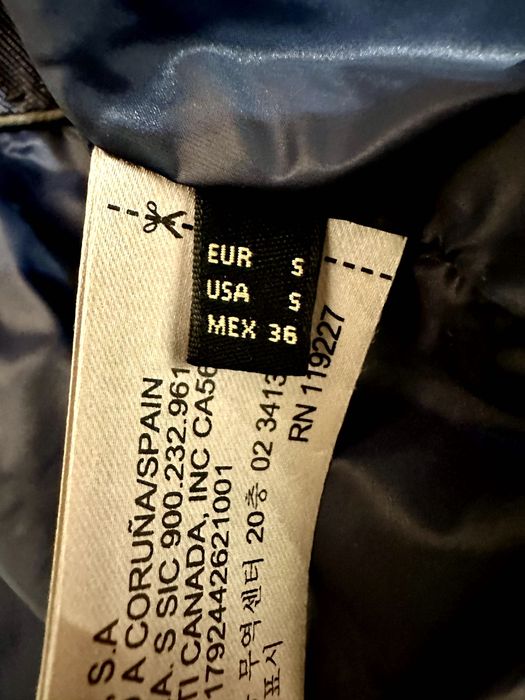 EUR S
USA S
MEX 36
S.A
A CORUÑA/SPAIN
A. S SIC 900.232.961
TI CANADA, INC CA56
1792442621001
무역센터 20층 02 3413
표시
RN 119227